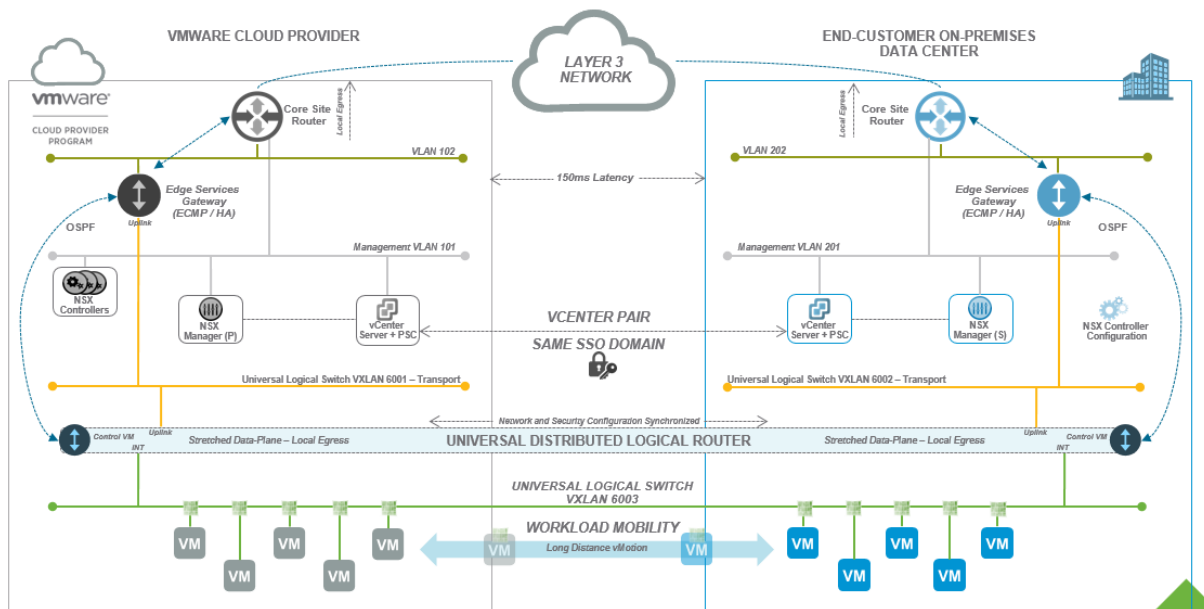 VMWARE CLOUD PROVIDER
LAYER 3
NETWORK
END-CUSTOMER ON-PREMISES
DATA CENTER
vmware®
CLOUD PROVIDER
PROGRAM
Core Site
Router
Local Egress
VLAN 102
Edge Services
Gateway
(ECMP / HA)
Uplink
OSPF
Management VLAN 101
NSX
Controllers
NSX
Manager (P)
vCenter
Server + PSC
150ms Latency
Local Egress
Core Site
Router
VLAN 202
Edge Services
Gateway
(ECMP / HA)
Uplink
OSPF
Management VLAN 201
vCenter
Server + PSC
NSX
Manager (S)
NSX Controller
Configuration
VCENTER PAIR
SAME SSO DOMAIN
Universal Logical Switch VXLAN 6001 – Transport
Universal Logical Switch VXLAN 6002 – Transport
Network and Security Configuration Synchronized
Control VM
Uplink
INT
Stretched Data-Plane – Local Egress
UNIVERSAL DISTRIBUTED LOGICAL ROUTER
Stretched Data-Plane – Local Egress
Uplink
Control VM
INT
UNIVERSAL LOGICAL SWITCH
VXLAN 6003
WORKLOAD MOBILITY
Long Distance vMotion
VM
VM
VM
VM
VM
VM
VM
VM
VM
VM
VM
VM